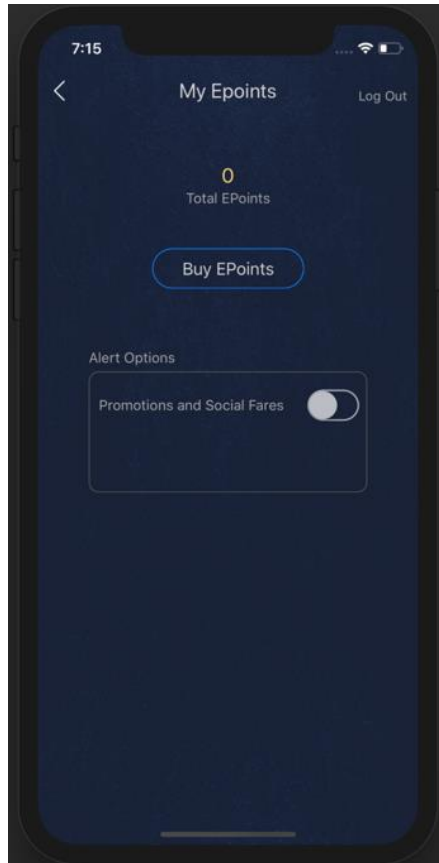 7:15
My Epoints
Log Out
0
Total EPoints
Buy EPoints
Alert Options
Promotions and Social Fares